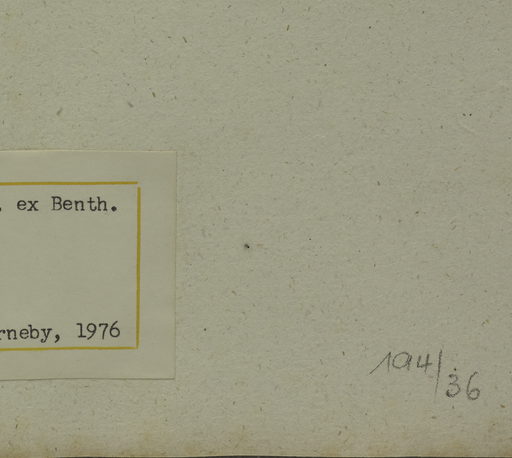 . ex Benth.
rneby, 1976
194/36